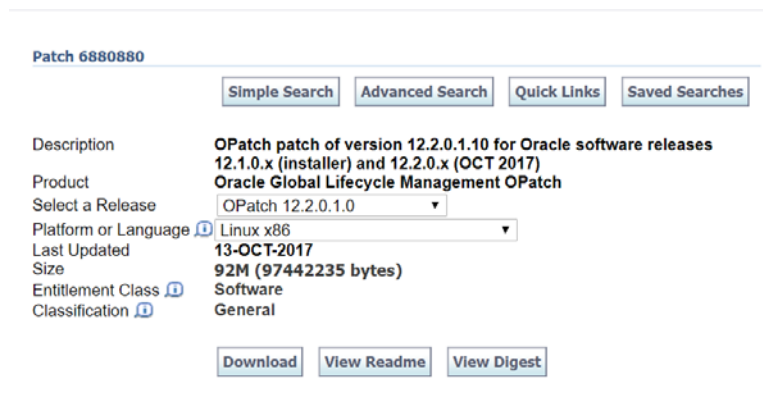 Patch 6880880
Simple Search Advanced Search Quick Links Saved Searches
Description OPatch patch of version 12.2.0.1.10 for Oracle software releases
12.1.0.x (installer) and 12.2.0.x (OCT 2017)
Product Oracle Global Lifecycle Management OPatch
Select a Release OPatch 12.2.0.1.0
Platform or Language Linux x86
Last Updated 13-OCT-2017
Size 92M (97442235 bytes)
Entitlement Class Software
Classification General
Download View Readme View Digest